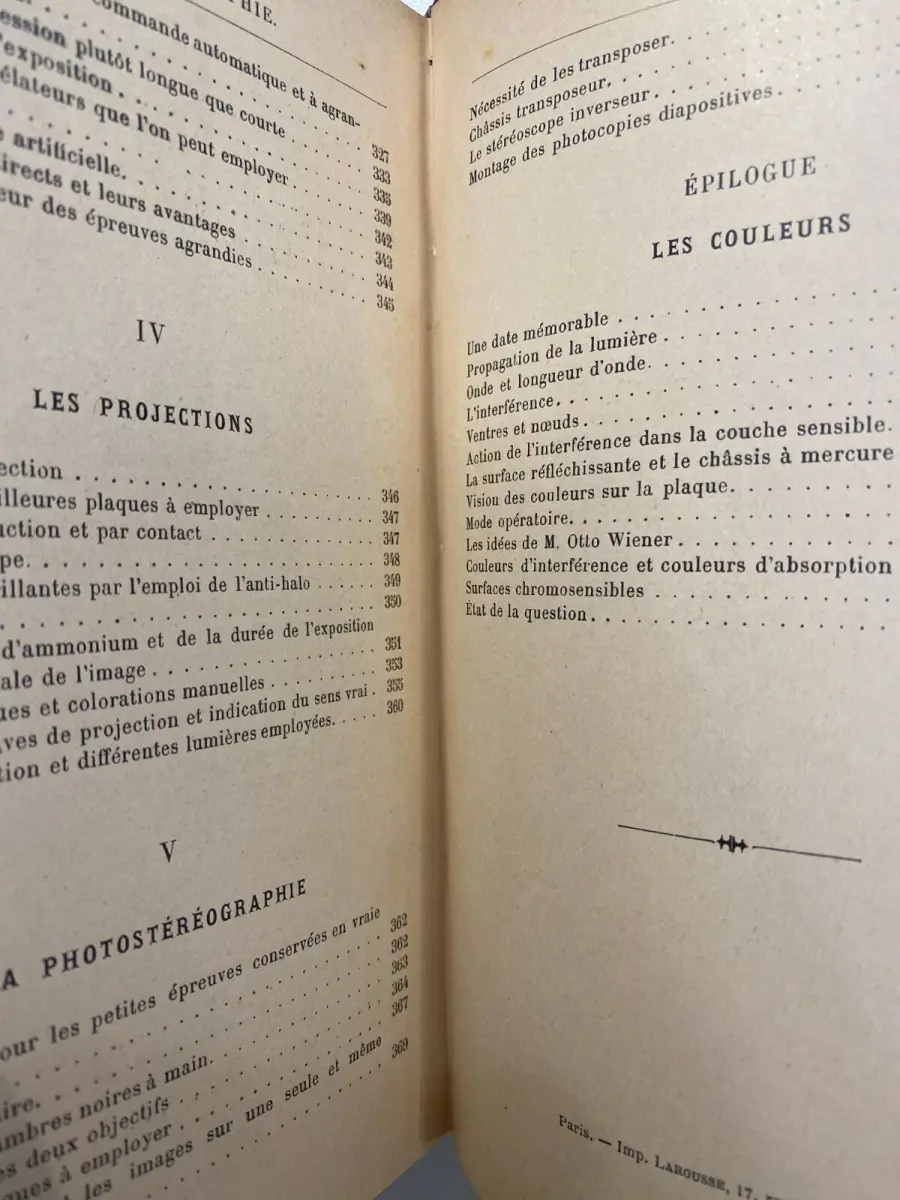 HIE.
commande automatique et à agran-
ession plutôt longue que courte 327
'exposition 333
élateurs que l'on peut employer 335
339
artificielle. 342
irects et leurs avantages 343
344
eur des épreuves agrandies 345
IV
LES PROJECTIONS
ection 346
illeures plaques à employer 347
uction et par contact 347
pe. 348
illantes par l'emploi de l'anti-halo 349
350
d'ammonium et de la durée de l'exposition
ale de l'image 351
ues et colorations manuelles 353
ves de projection et indication du sens vrai. 355
tion et différentes lumières employées. 360
V
A PHOTOSTÉRÉOGRAPHIE
our les petites épreuves conservées en vraie
362
362
ire. 363
mbres noires à main. 364
s deux objectifs 367
ques à employer
les images sur une seule et même
369
Nécessité de les transposer.
Châssis transposeur.
Le stéréoscope inverseur
Montage des photocopies diapositives
ÉPILOGUE
LES COULEURS
Une date mémorable
Propagation de la lumière
Onde et longueur d'onde.
L'interférence.
Ventres et nœuds.
Action de l'interférence dans la couche sensible.
La surface réfléchissante et le châssis à mercure
Vision des couleurs sur la plaque.
Mode opératoire.
Les idées de M. Otto Wiener
Couleurs d'interférence et couleurs d'absorption
Surfaces chromosensibles
État de la question
Paris. — Imp. LAROUSSE, 17,